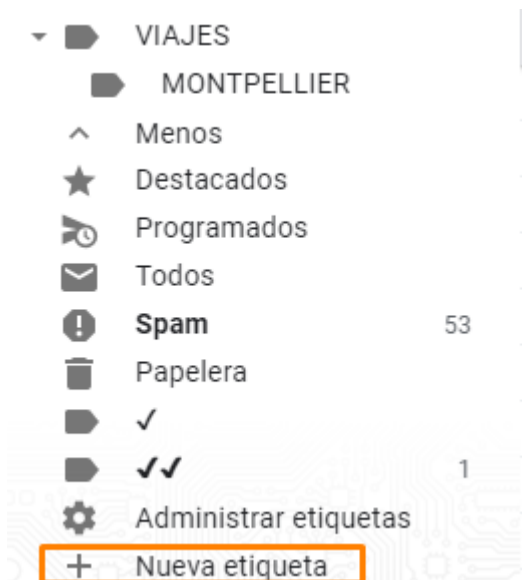 VIAJES
MONTPELLIER
Menos
Destacados
Programados
Todos
Spam 53
Papelera
✓
✓✓ 1
Administrar etiquetas
Nueva etiqueta